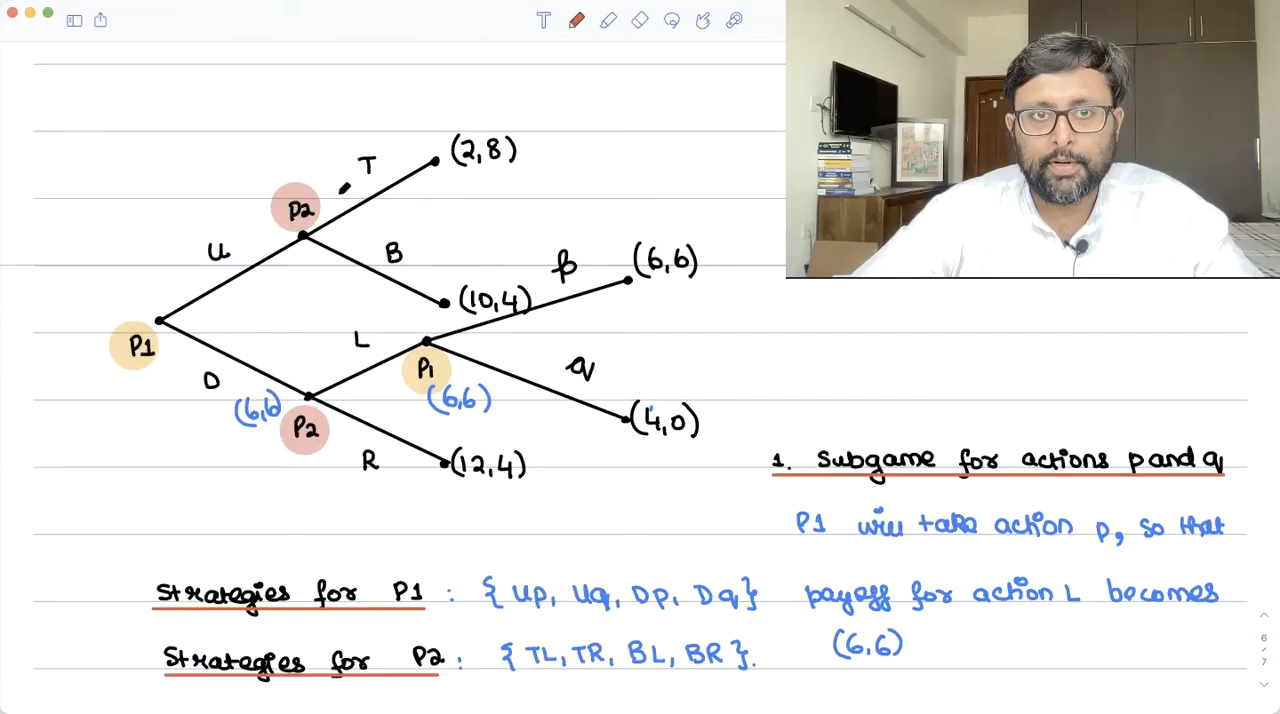 T
(2,8)
P2
U
B
p
(6,6)
(10,4)
L
P1
P1
q
D
(6,6)
(6,6)
P2
(4,0)
R
(12,4)
1. Subgame for actions p and q
P1 will take action p, so that
payoff for action L becomes
(6,6)
Strategies for P1 : { Up, Uq, Dp, Dq}
Strategies for P2 : { TL, TR, BL, BR}.
6
/
7